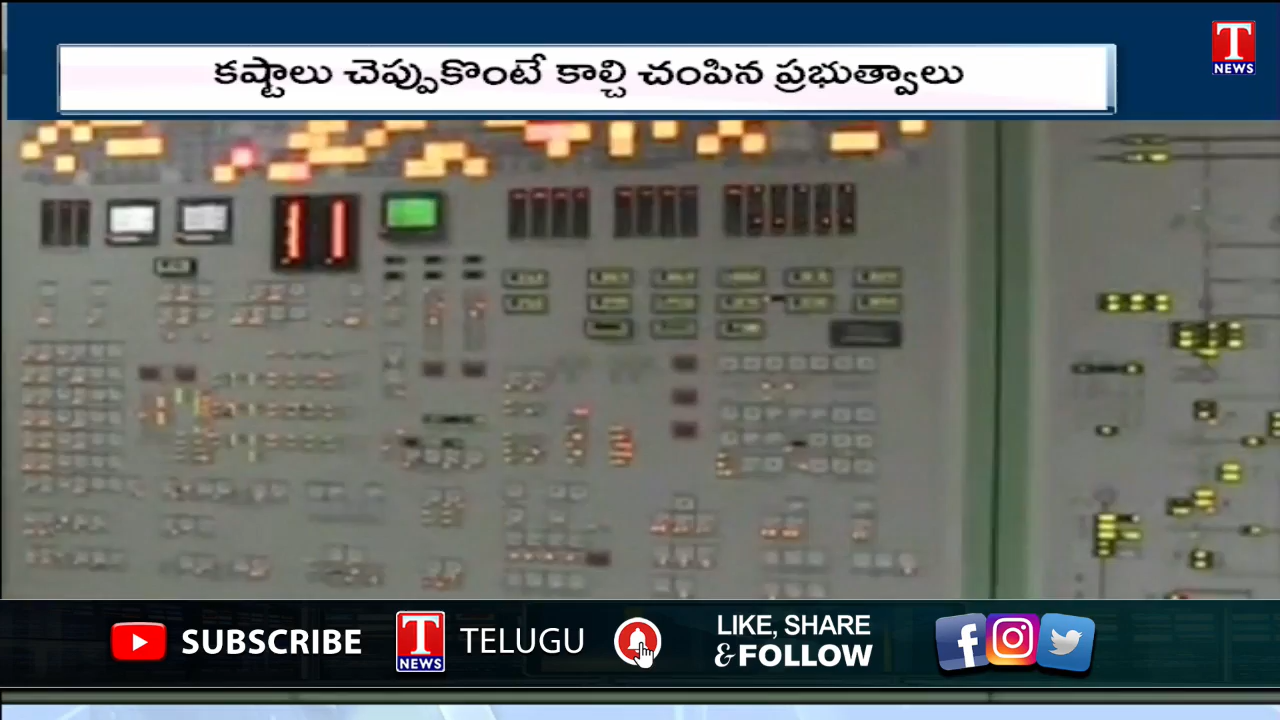 కష్టాలు చెప్పుకొంటే కాల్చి చంపిన ప్రభుత్వాలు
T NEWS
SUBSCRIBE
T NEWS
TELUGU
LIKE, SHARE
& FOLLOW